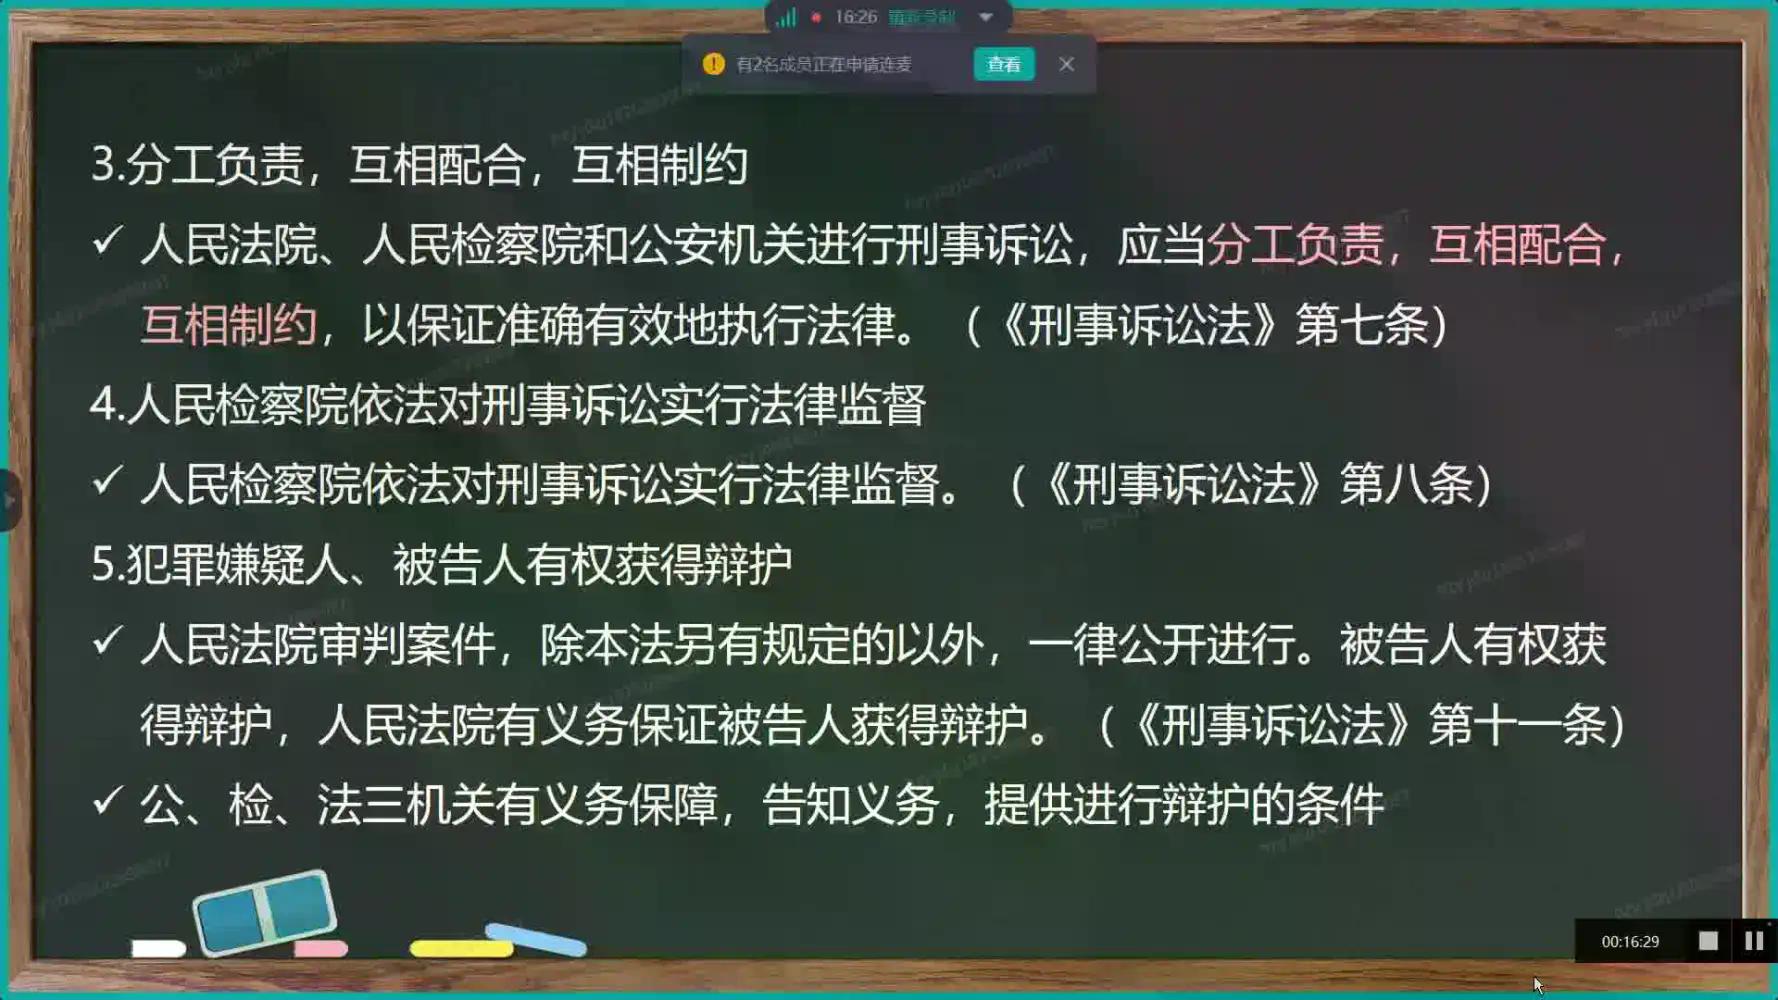 16:26
有2名成员正在申请连麦 查看
3.分工负责，互相配合，互相制约
✓ 人民法院、人民检察院和公安机关进行刑事诉讼，应当分工负责，互相配合，
互相制约，以保证准确有效地执行法律。（《刑事诉讼法》第七条）
4.人民检察院依法对刑事诉讼实行法律监督
✓ 人民检察院依法对刑事诉讼实行法律监督。（《刑事诉讼法》第八条）
5.犯罪嫌疑人、被告人有权获得辩护
✓ 人民法院审判案件，除本法另有规定的以外，一律公开进行。被告人有权获
得辩护，人民法院有义务保证被告人获得辩护。（《刑事诉讼法》第十一条）
✓ 公、检、法三机关有义务保障，告知义务，提供进行辩护的条件
00:16:29